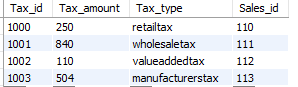 Tax_id Tax_amount Tax_type Sales_id
1000 250 retailtax 110
1001 840 wholesaletax 111
1002 110 valueaddedtax 112
1003 504 manufacturerstax 113